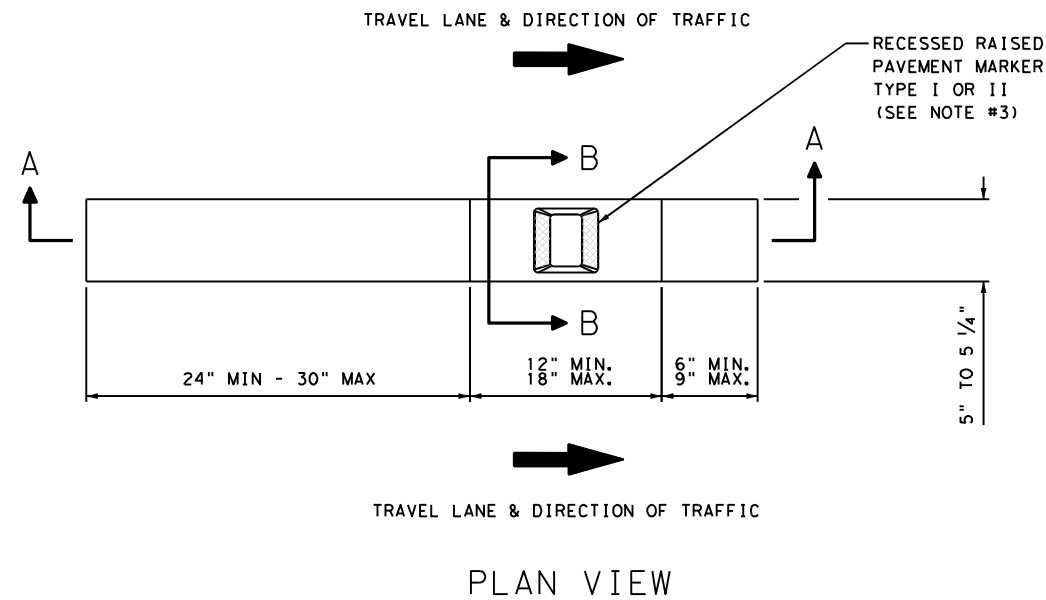 TRAVEL LANE & DIRECTION OF TRAFFIC
RECESSED RAISED
PAVEMENT MARKER
TYPE I OR II
(SEE NOTE #3)
A
A
B
B
24" MIN - 30" MAX
12" MIN.
18" MAX.
6" MIN.
9" MAX.
5" TO 5 1/4"
TRAVEL LANE & DIRECTION OF TRAFFIC
PLAN VIEW